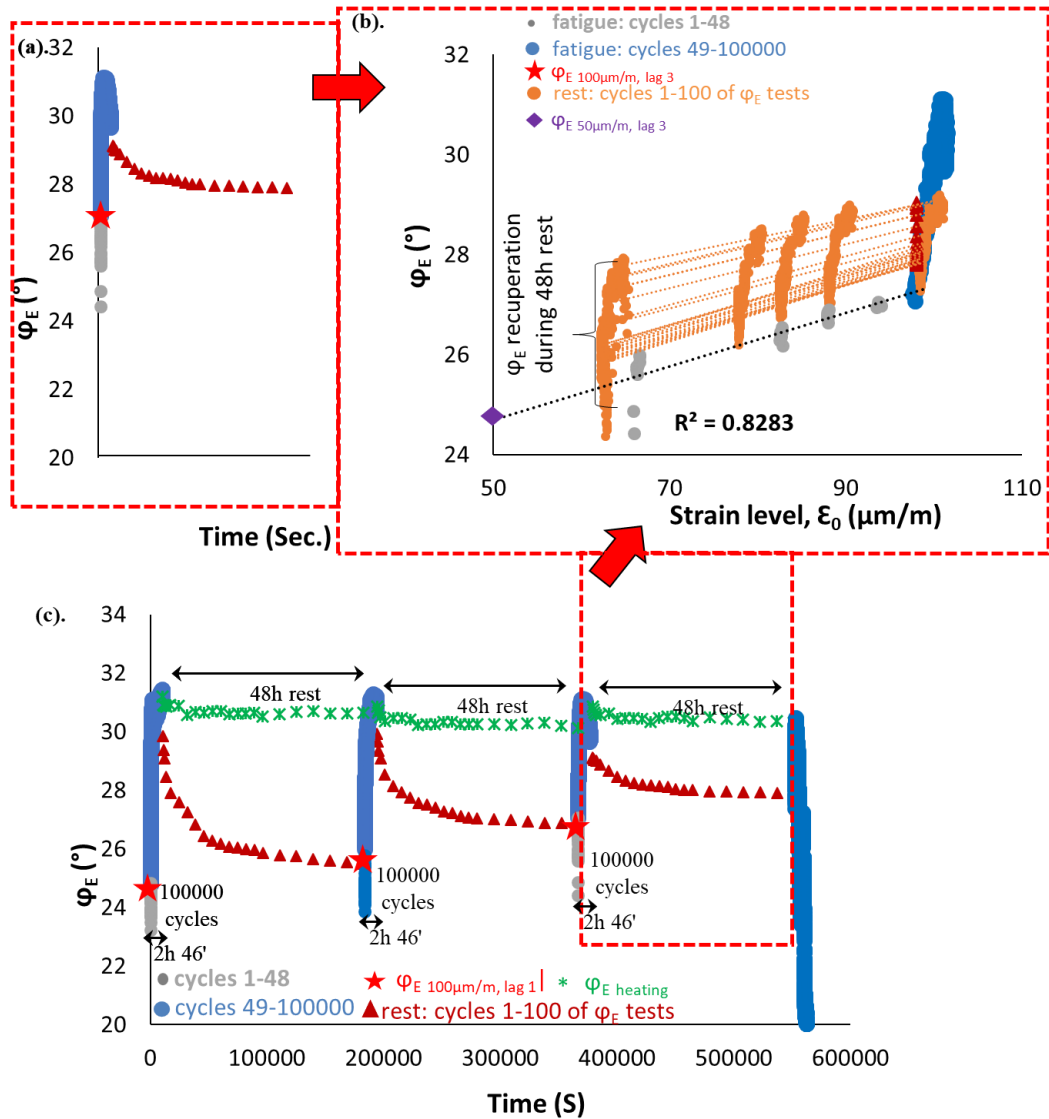 (a).
32
30
28
26
24
22
20
φE (°)
Time (Sec.)
(b).
fatigue: cycles 1-48
fatigue: cycles 49-100000
φE 100µm/m, lag 3
rest: cycles 1-100 of φE tests
φE 50µm/m, lag 3
32
30
28
26
24
φE (°)
φE recuperation
during 48h rest
R² = 0.8283
50
70
90
110
Strain level, Ɛ0 (µm/m)
(c).
34
32
30
28
26
24
22
20
φE (°)
48h rest
48h rest
48h rest
100000
cycles
2h 46'
100000
cycles
2h 46'
100000
cycles
2h 46'
cycles 1-48
φE 100µm/m, lag 1
φE heating
cycles 49-100000
rest: cycles 1-100 of φE tests
0
100000
200000
300000
400000
500000
600000
Time (S)